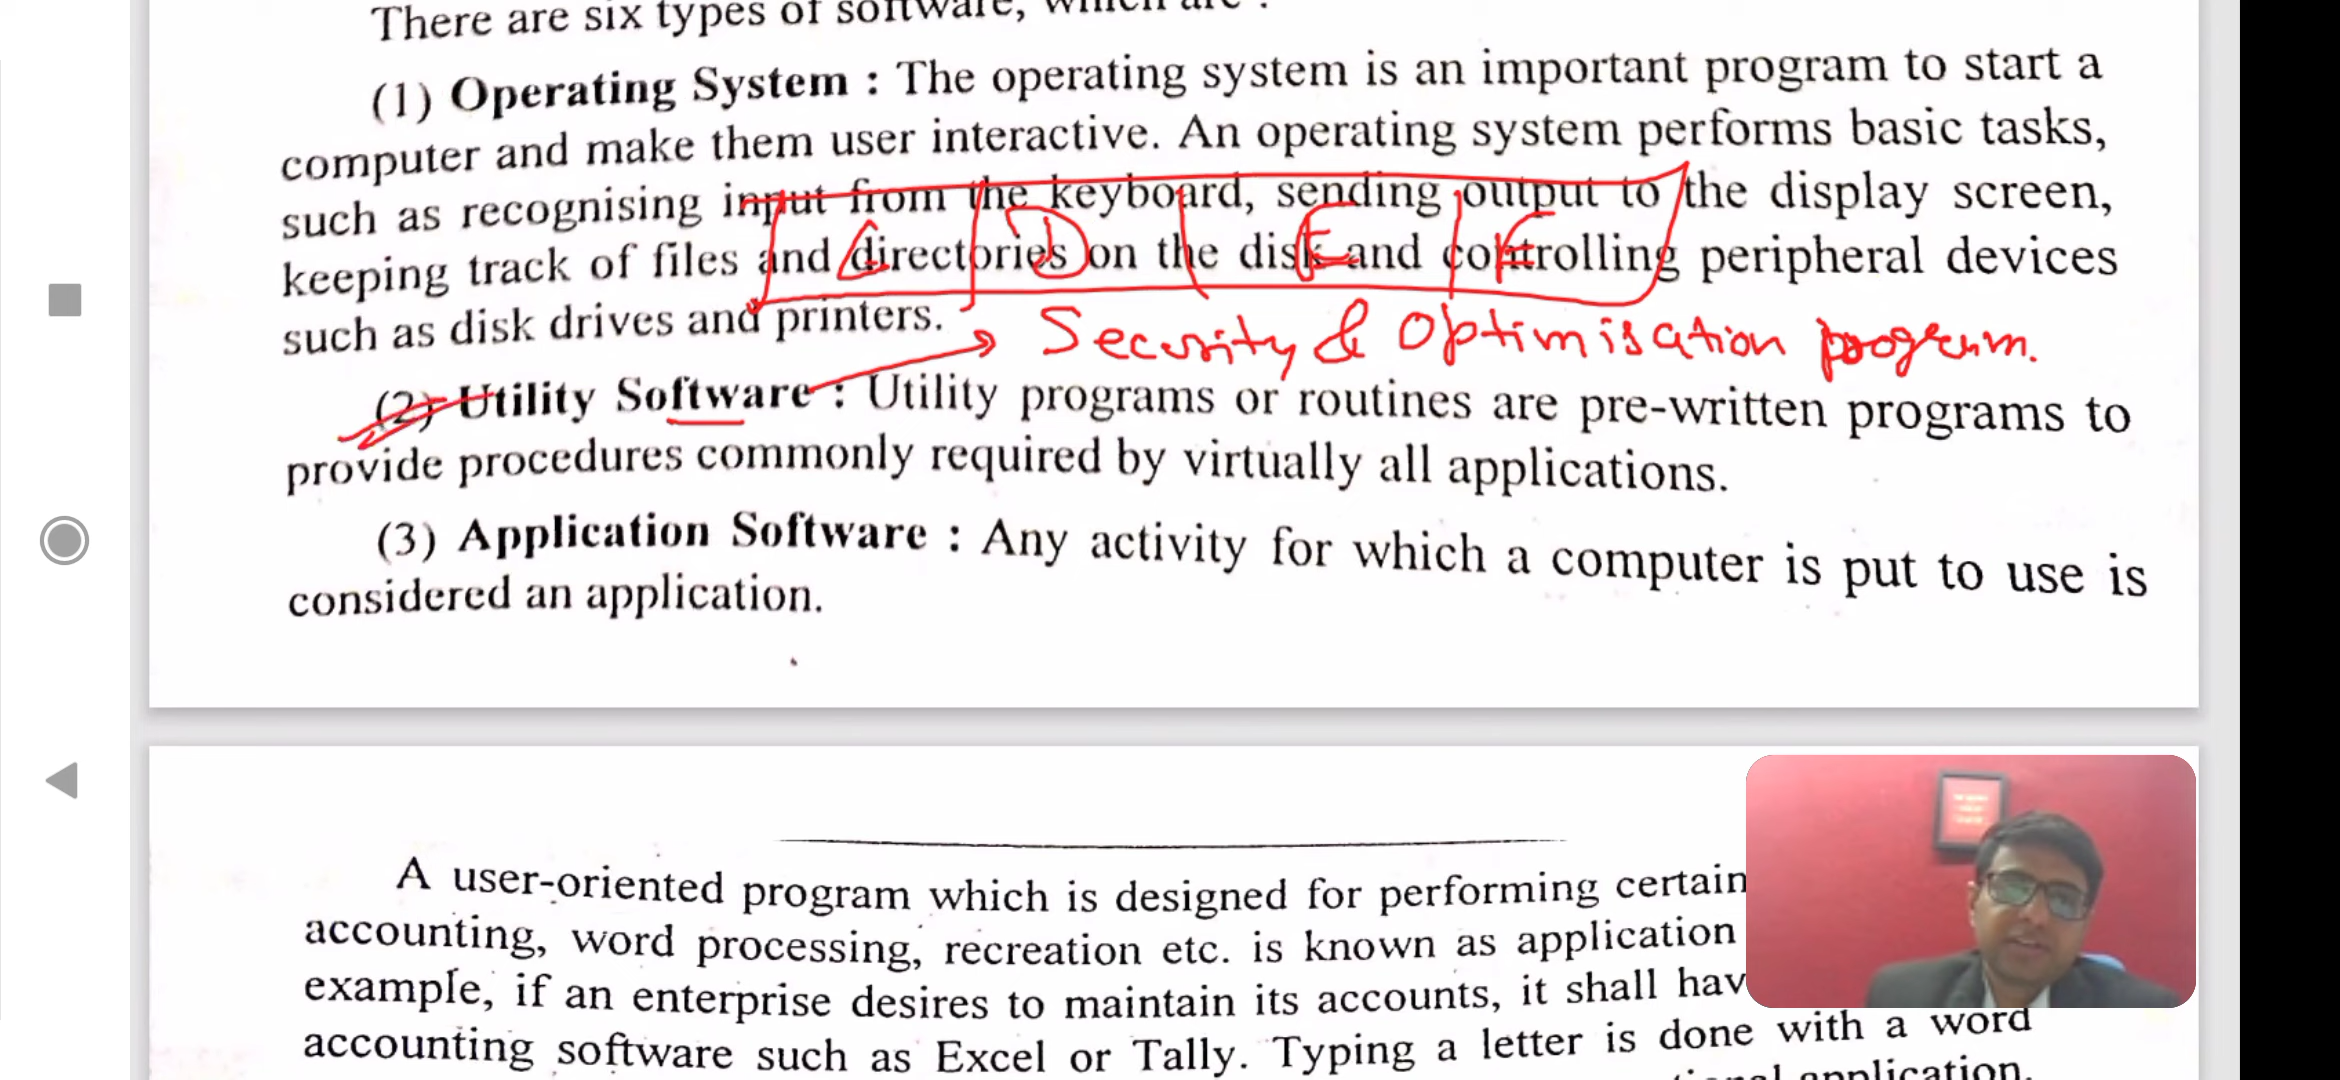 There are six types of software, which are :
(1) Operating System : The operating system is an important program to start a
computer and make them user interactive. An operating system performs basic tasks,
such as recognising input from the keyboard, sending output to the display screen,
keeping track of files and directories on the disk and controlling peripheral devices
C D E F
such as disk drives and printers.
Security & Optimisation program.
(2) Utility Software : Utility programs or routines are pre-written programs to
provide procedures commonly required by virtually all applications.
(3) Application Software : Any activity for which a computer is put to use is
considered an application.
A user-oriented program which is designed for performing certain
accounting, word processing, recreation etc. is known as application
example, if an enterprise desires to maintain its accounts, it shall hav
accounting software such as Excel or Tally. Typing a letter is done with a word
application.